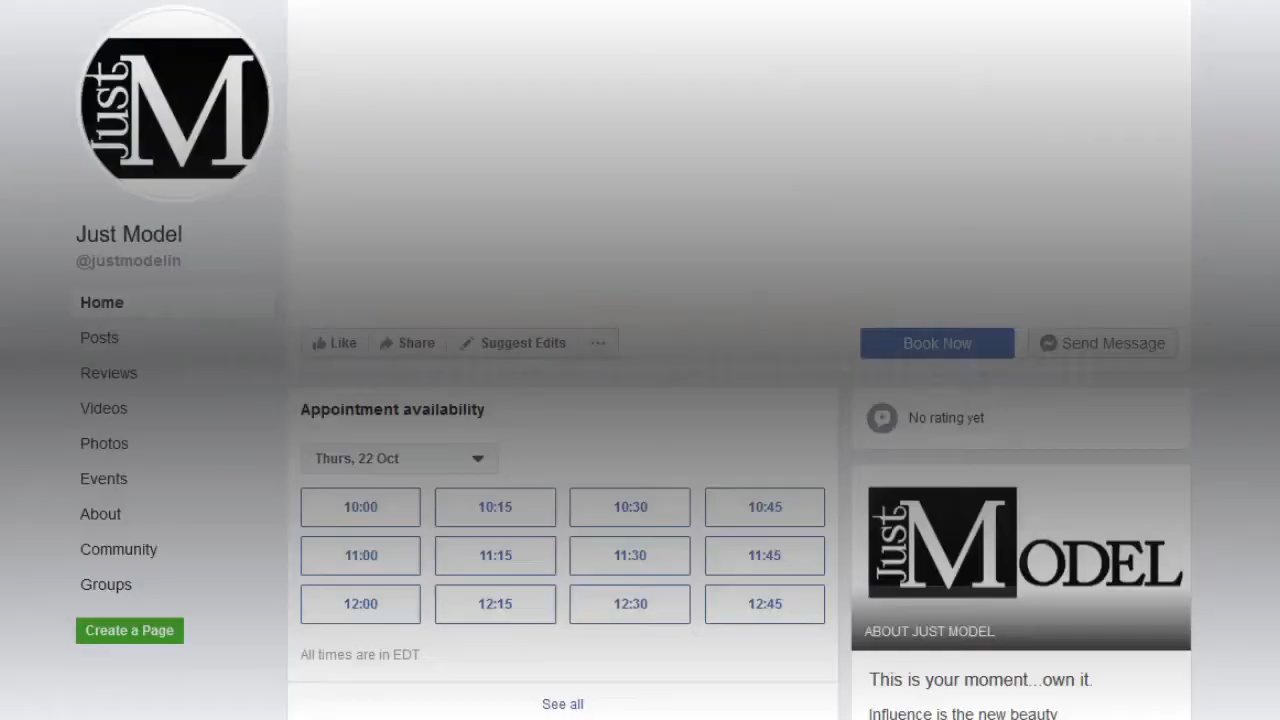 Just M
Just Model
@justmodelin
Home
Posts
Reviews
Videos
Photos
Events
About
Community
Groups
Create a Page
Like Share Suggest Edits ...
Book Now Send Message
Appointment availability
Thurs, 22 Oct
10:00 10:15 10:30 10:45
11:00 11:15 11:30 11:45
12:00 12:15 12:30 12:45
All times are in EDT
See all
No rating yet
Just MODEL
ABOUT JUST MODEL
This is your moment...own it.
Influence is the new beauty